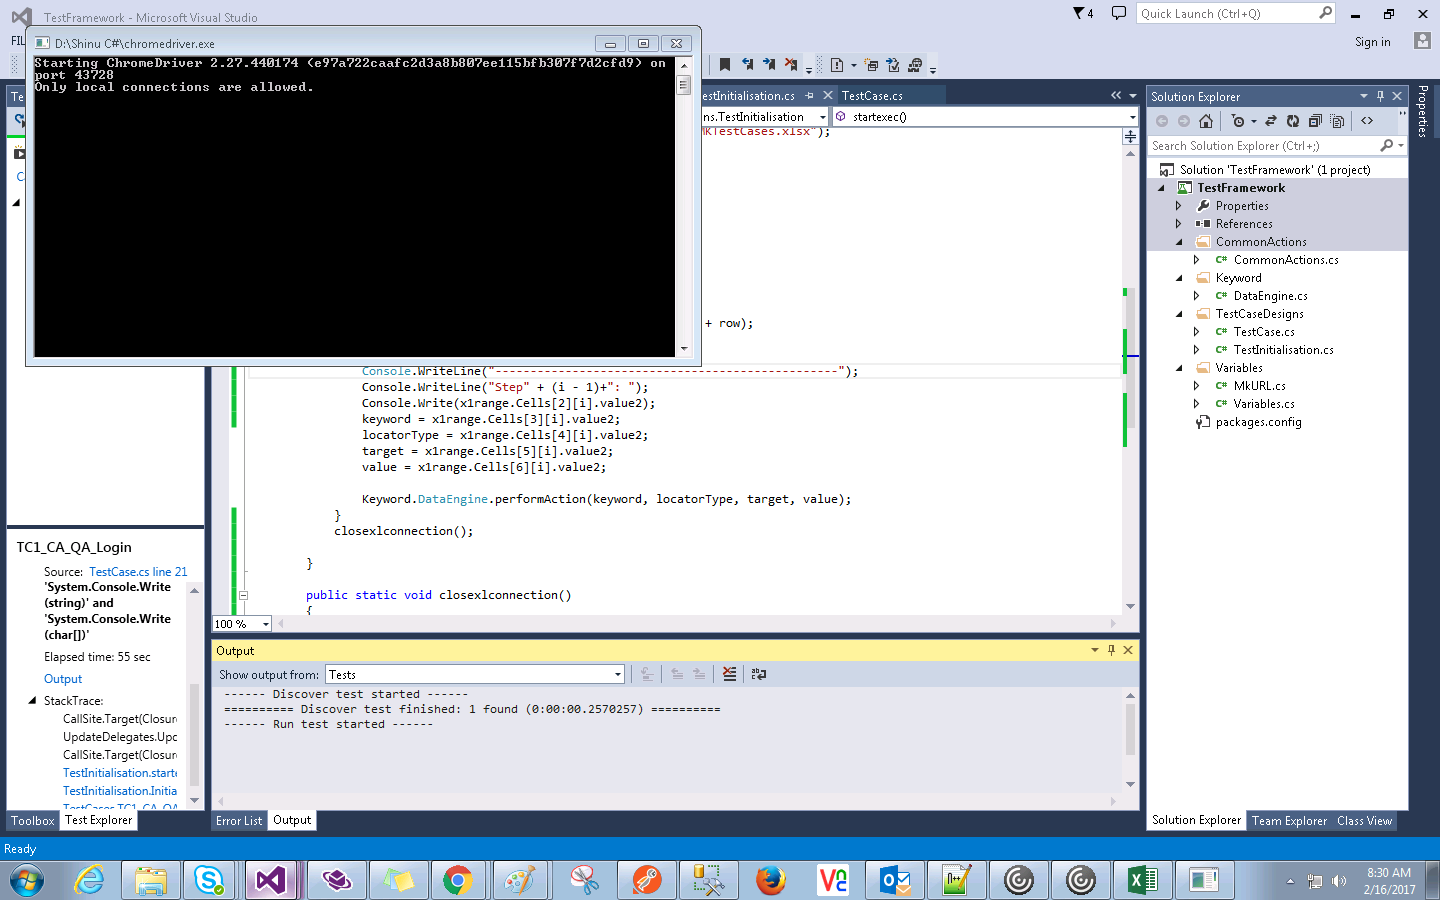 TestFramework - Microsoft Visual Studio
4
Quick Launch (Ctrl+Q)
FIL
Sign in
D:\Shinu C#\chromedriver.exe
Starting ChromeDriver 2.27.440174 (e97a722caafc2d3a8b807ee115bfb307f7d2cfd9) on
port 43728
Only local connections are allowed.
Te
estInitialisation.cs
TestCase.cs
ns.TestInitialisation
startexec()
MKTestCases.xlsx");
+ row);
Console.WriteLine("-------------------------------------------------");
Console.WriteLine("Step" + (i - 1)+": ");
Console.Write(x1range.Cells[2][i].value2);
keyword = x1range.Cells[3][i].value2;
locatorType = x1range.Cells[4][i].value2;
target = x1range.Cells[5][i].value2;
value = x1range.Cells[6][i].value2;
Keyword.DataEngine.performAction(keyword, locatorType, target, value);
}
closexlconnection();
}
public static void closexlconnection()
{
100 %
C
TC1_CA_QA_Login
Source: TestCase.cs line 21
'System.Console.Write
(string)' and
'System.Console.Write
(char[])'
Elapsed time: 55 sec
Output
StackTrace:
CallSite.Target(Closur
UpdateDelegates.Upd
CallSite.Target(Closur
TestInitialisation.starte
TestInitialisation.Initia
TestCases.TC1_CA_QA
Toolbox
Test Explorer
Output
Show output from:
Tests
------ Discover test started ------
========== Discover test finished: 1 found (0:00:00.2570257) ==========
------ Run test started ------
Error List
Output
Solution Explorer
Search Solution Explorer (Ctrl+;)
Solution 'TestFramework' (1 project)
TestFramework
Properties
References
CommonActions
C# CommonActions.cs
Keyword
C# DataEngine.cs
TestCaseDesigns
C# TestCase.cs
C# TestInitialisation.cs
Variables
C# MkURL.cs
C# Variables.cs
packages.config
Solution Explorer
Team Explorer
Class View
Properties
Ready
8:30 AM
2/16/2017